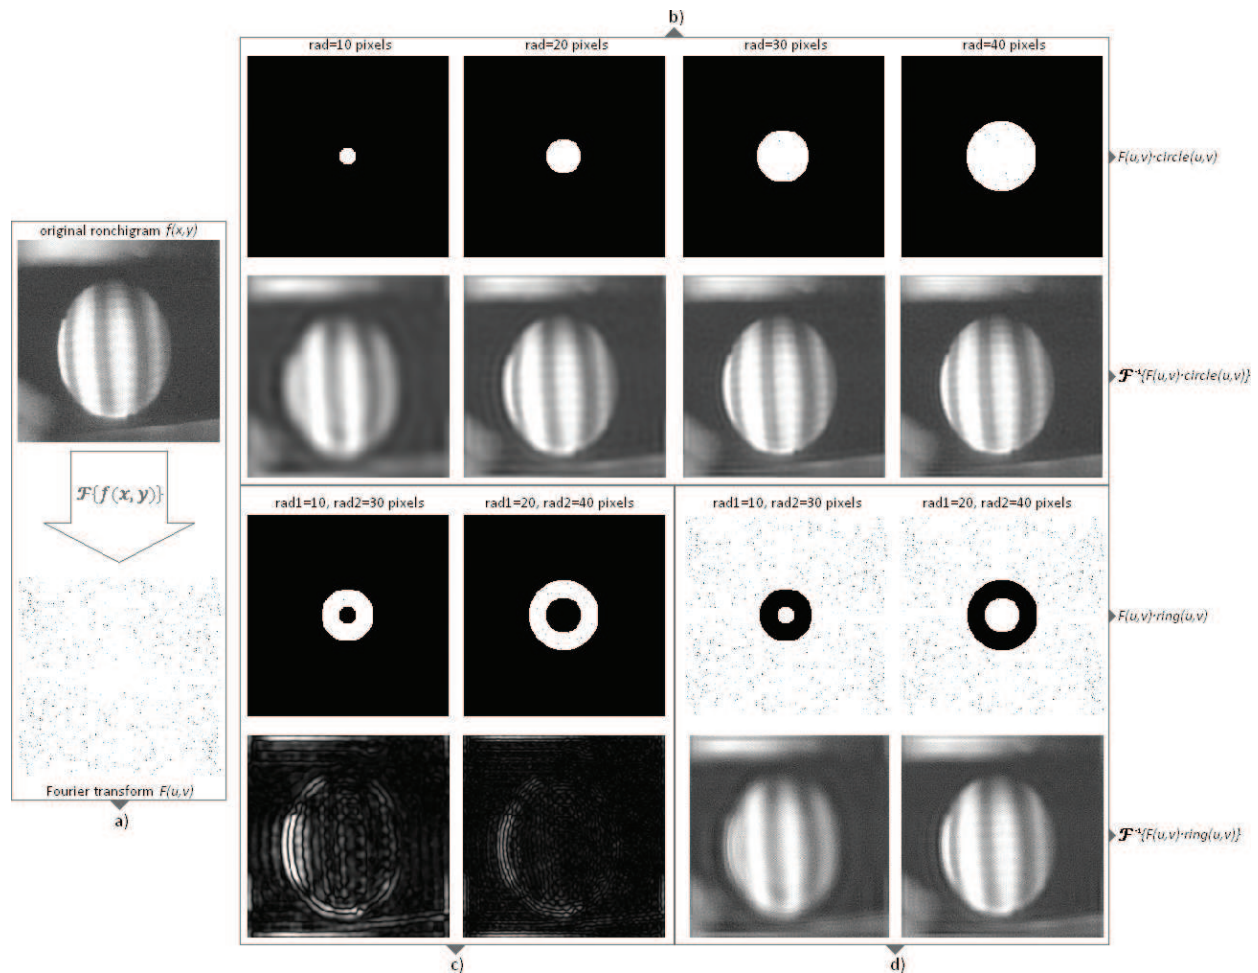 b)
rad=10 pixels
rad=20 pixels
rad=30 pixels
rad=40 pixels
F(u,v)·circle(u,v)
original ronchigram f(x,y)
ℱ⁻¹{F(u,v)·circle(u,v)}
ℱ{f(x,y)}
rad1=10, rad2=30 pixels
rad1=20, rad2=40 pixels
rad1=10, rad2=30 pixels
rad1=20, rad2=40 pixels
F(u,v)·ring(u,v)
Fourier transform F(u,v)
a)
ℱ⁻¹{F(u,v)·ring(u,v)}
c)
d)